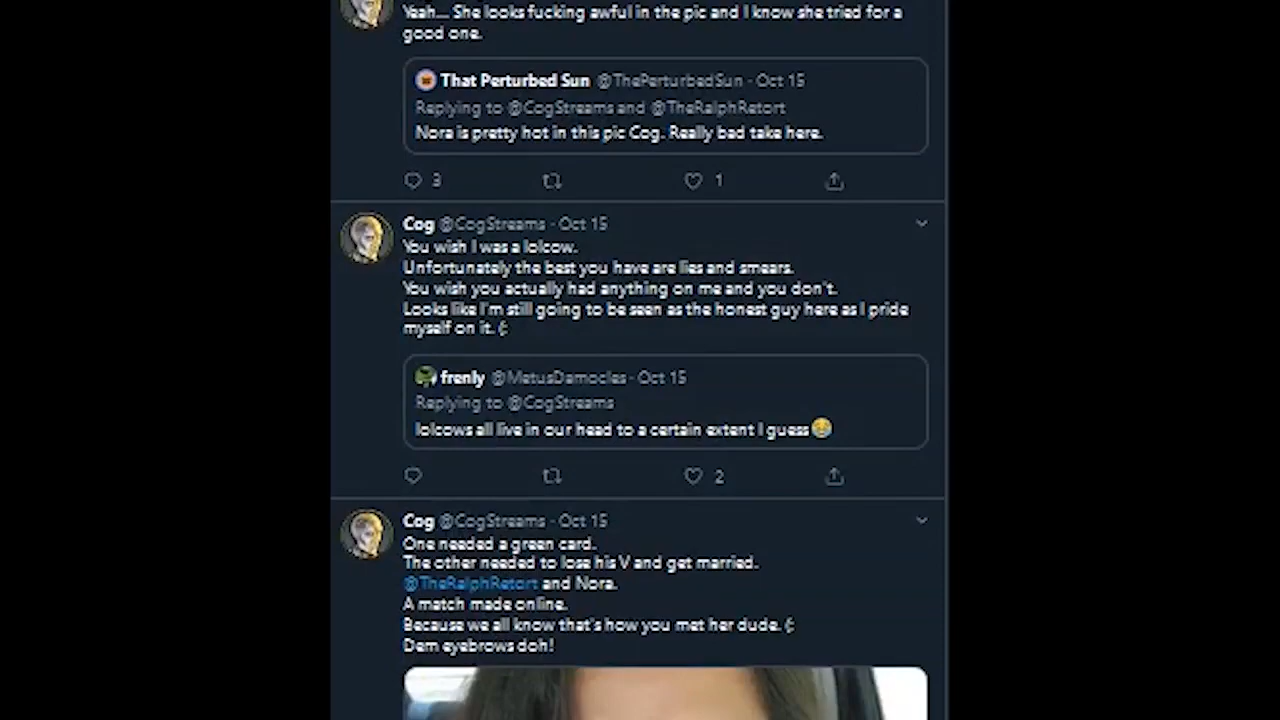 Yeah.... She looks fucking awful in the pic and I know she tried for a
good one.
That Perturbed Sun @ThePerturbedSun · Oct 15
Replying to @CogStreams and @TheRalphRetort
Nora is pretty hot in this pic Cog. Really bad take here.
3 1
Cog @CogStreams · Oct 15
You wish I was a lolcow.
Unfortunately the best you have are lies and smears.
You wish you actually had anything on me and you don't.
Looks like I'm still going to be seen as the honest guy here as I pride
myself on it. (:
frenly @MetusDamocles · Oct 15
Replying to @CogStreams
lolcows all live in our head to a certain extent I guess😂
2
Cog @CogStreams · Oct 15
One needed a green card.
The other needed to lose his V and get married.
@TheRalphRetort and Nora.
A match made online.
Because we all know that's how you met her dude. (:
Dem eyebrows doh!